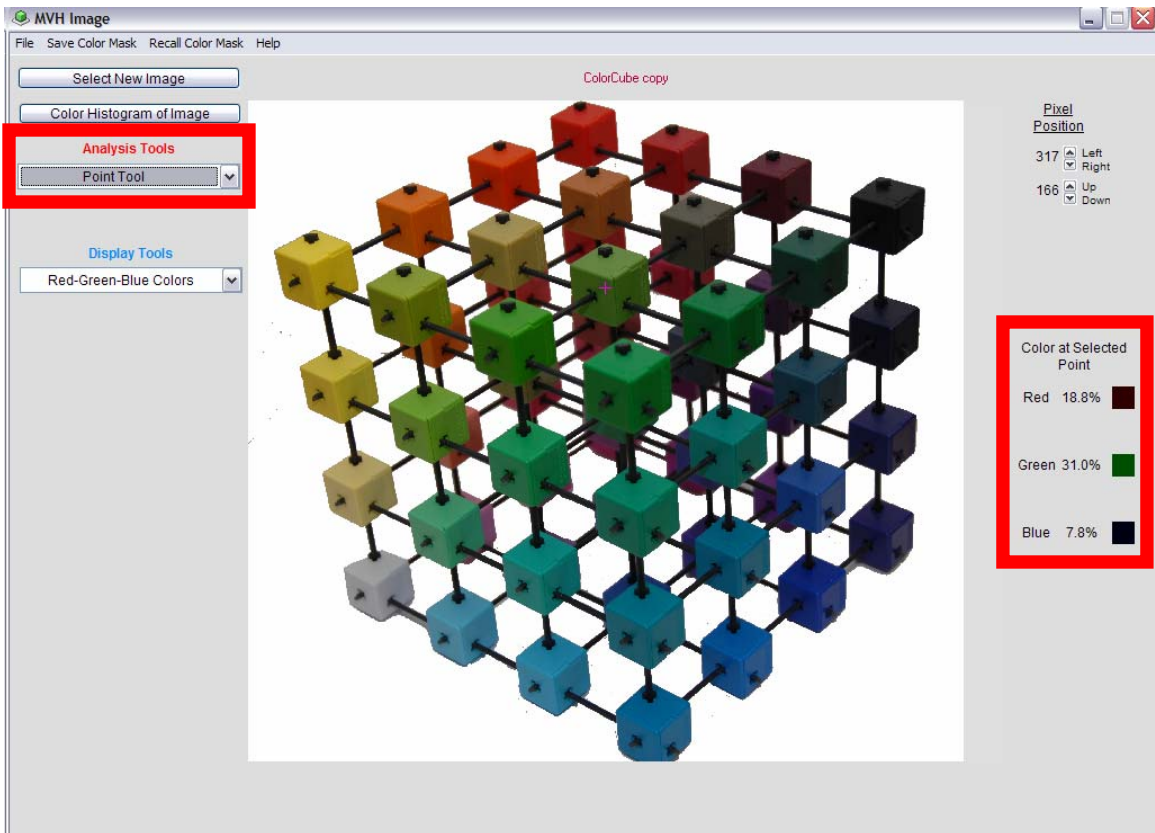 MVH Image
File Save Color Mask Recall Color Mask Help
Select New Image
ColorCube copy
Color Histogram of Image
Analysis Tools
Point Tool
Display Tools
Red-Green-Blue Colors
Pixel
Position
317 Left
Right
166 Up
Down
Color at Selected
Point
Red 18.8%
Green 31.0%
Blue 7.8%